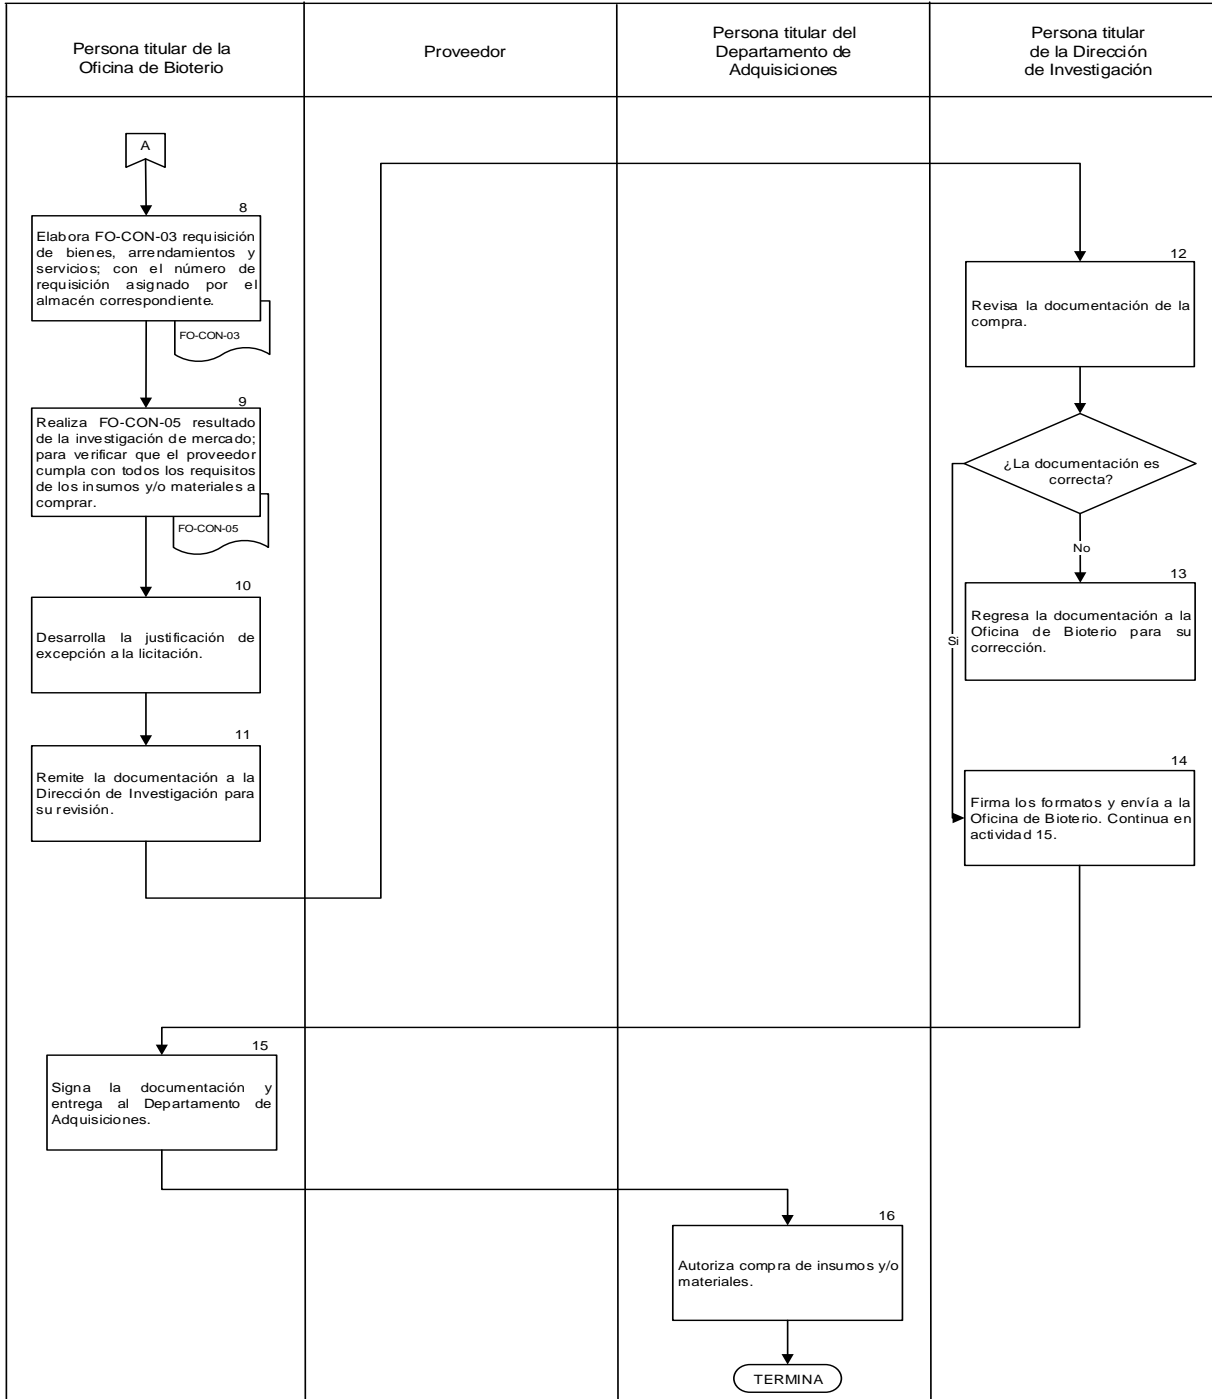 Persona titular de la
Oficina de Bioterio
Proveedor
Persona titular del
Departamento de
Adquisiciones
Persona titular
de la Dirección
de Investigación
A
8
Elabora FO-CON-03 requisición
de bienes, arrendamientos y
servicios; con el número de
requisición asignado por el
almacén correspondiente.
FO-CON-03
9
Realiza FO-CON-05 resultado
de la investigación de mercado;
para verificar que el proveedor
cumpla con todos los requisitos
de los insumos y/o materiales a
comprar.
FO-CON-05
10
Desarrolla la justificación de
excepción a la licitación.
11
Remite la documentación a la
Dirección de Investigación para
su revisión.
12
Revisa la documentación de la
compra.
¿La documentación es
correcta?
No
Si
13
Regresa la documentación a la
Oficina de Bioterio para su
corrección.
14
Firma los formatos y envía a la
Oficina de Bioterio. Continua en
actividad 15.
15
Signa la documentación y
entrega al Departamento de
Adquisiciones.
16
Autoriza compra de insumos y/o
materiales.
TERMINA